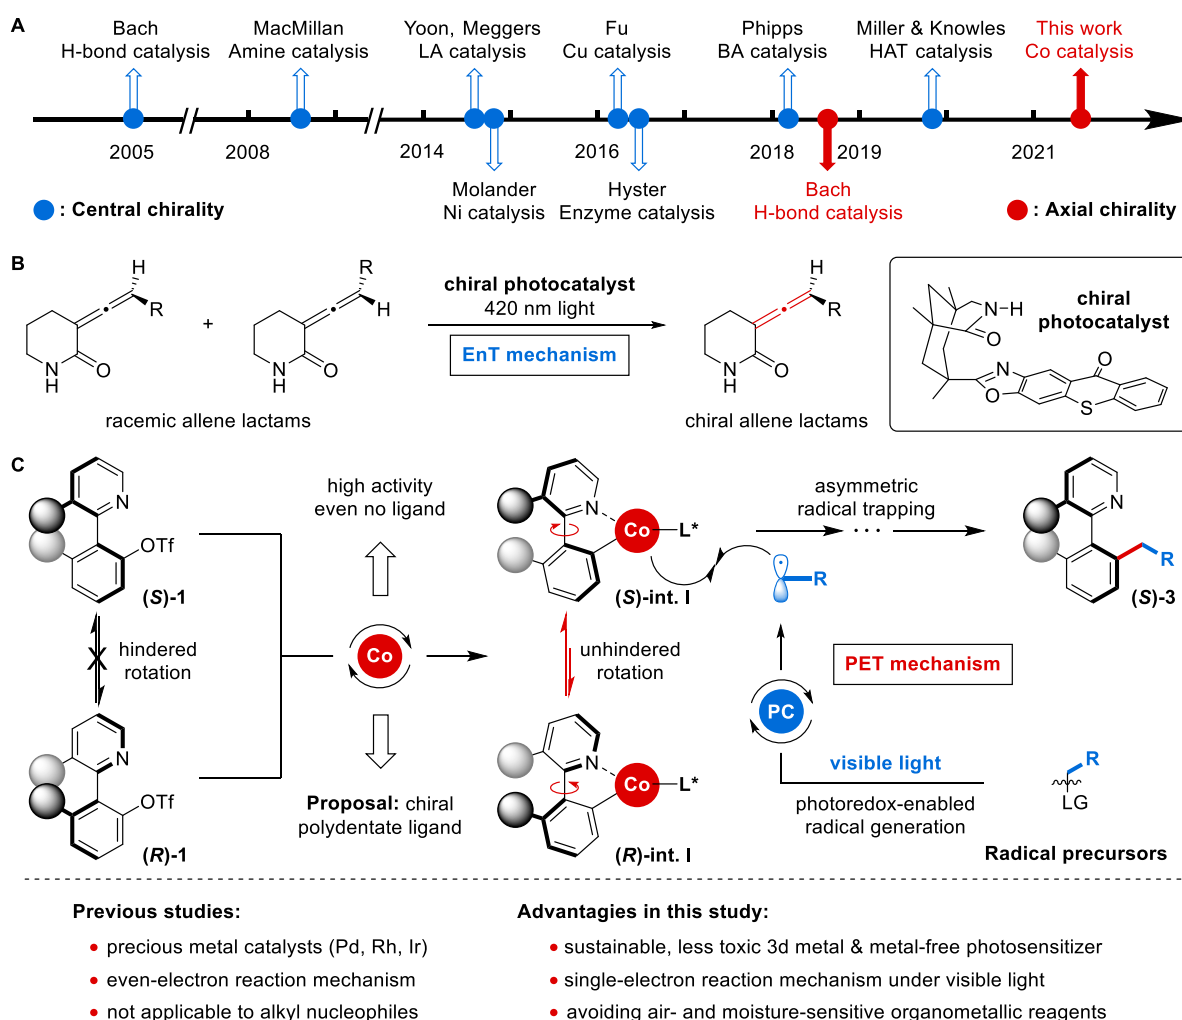 A
Bach
H-bond catalysis
MacMillan
Amine catalysis
Yoon, Meggers
LA catalysis
Fu
Cu catalysis
Phipps
BA catalysis
Miller & Knowles
HAT catalysis
This work
Co catalysis
2005
2008
2014
2016
2018
2019
2021
Molander
Ni catalysis
Hyster
Enzyme catalysis
Bach
H-bond catalysis
: Central chirality
: Axial chirality
B
H
R
N
H
O
+
R
H
N
H
O
chiral photocatalyst
420 nm light
EnT mechanism
H
R
N
H
O
racemic allene lactams
chiral allene lactams
N–H
O
N
O
O
S
chiral
photocatalyst
C
N
OTf
(S)-1
hindered
rotation
X
N
OTf
(R)-1
high activity
even no ligand
Co
Proposal: chiral
polydentate ligand
N
Co
L*
(S)-int. I
unhindered
rotation
N
Co
L*
(R)-int. I
asymmetric
radical trapping
· · ·
R
PET mechanism
PC
visible light
photoredox-enabled
radical generation
R
LG
Radical precursors
N
R
(S)-3
Previous studies:
• precious metal catalysts (Pd, Rh, Ir)
• even-electron reaction mechanism
• not applicable to alkyl nucleophiles
Advantages in this study:
• sustainable, less toxic 3d metal & metal-free photosensitizer
• single-electron reaction mechanism under visible light
• avoiding air- and moisture-sensitive organometallic reagents